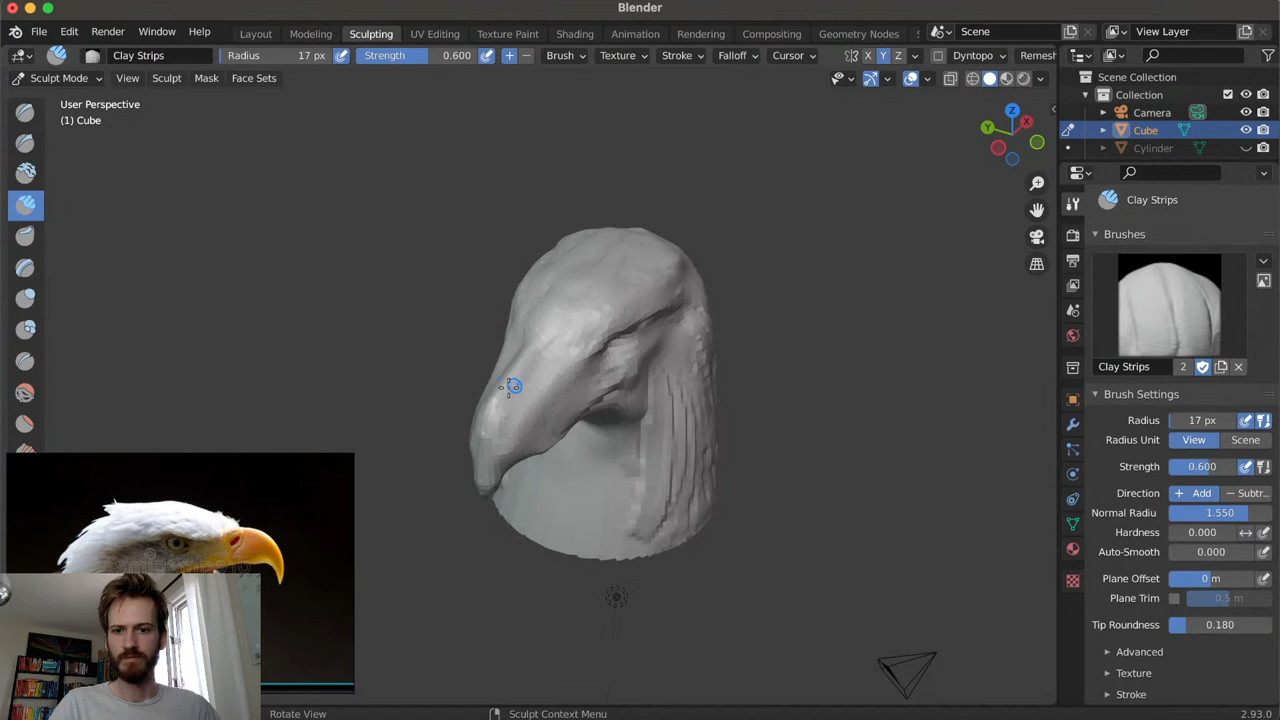 Blender
File Edit Render Window Help
Layout Modeling Sculpting UV Editing Texture Paint Shading Animation Rendering Compositing Geometry Nodes
Scene
View Layer
Clay Strips Radius 17 px Strength 0.600 Brush Texture Stroke Falloff Cursor X Y Z Dyntopo Remesh
Sculpt Mode View Sculpt Mask Face Sets
User Perspective
(1) Cube
Z
Y
X
Scene Collection
Collection
Camera
Cube
Cylinder
Clay Strips
Brushes
Clay Strips 2
Brush Settings
Radius 17 px
Radius Unit View Scene
Strength 0.600
Direction + Add − Subtr...
Normal Radiu 1.550
Hardness 0.000
Auto-Smooth 0.000
Plane Offset 0 m
Plane Trim 0.5 m
Tip Roundness 0.180
Advanced
Texture
Stroke
Rotate View
Sculpt Context Menu
2.93.0